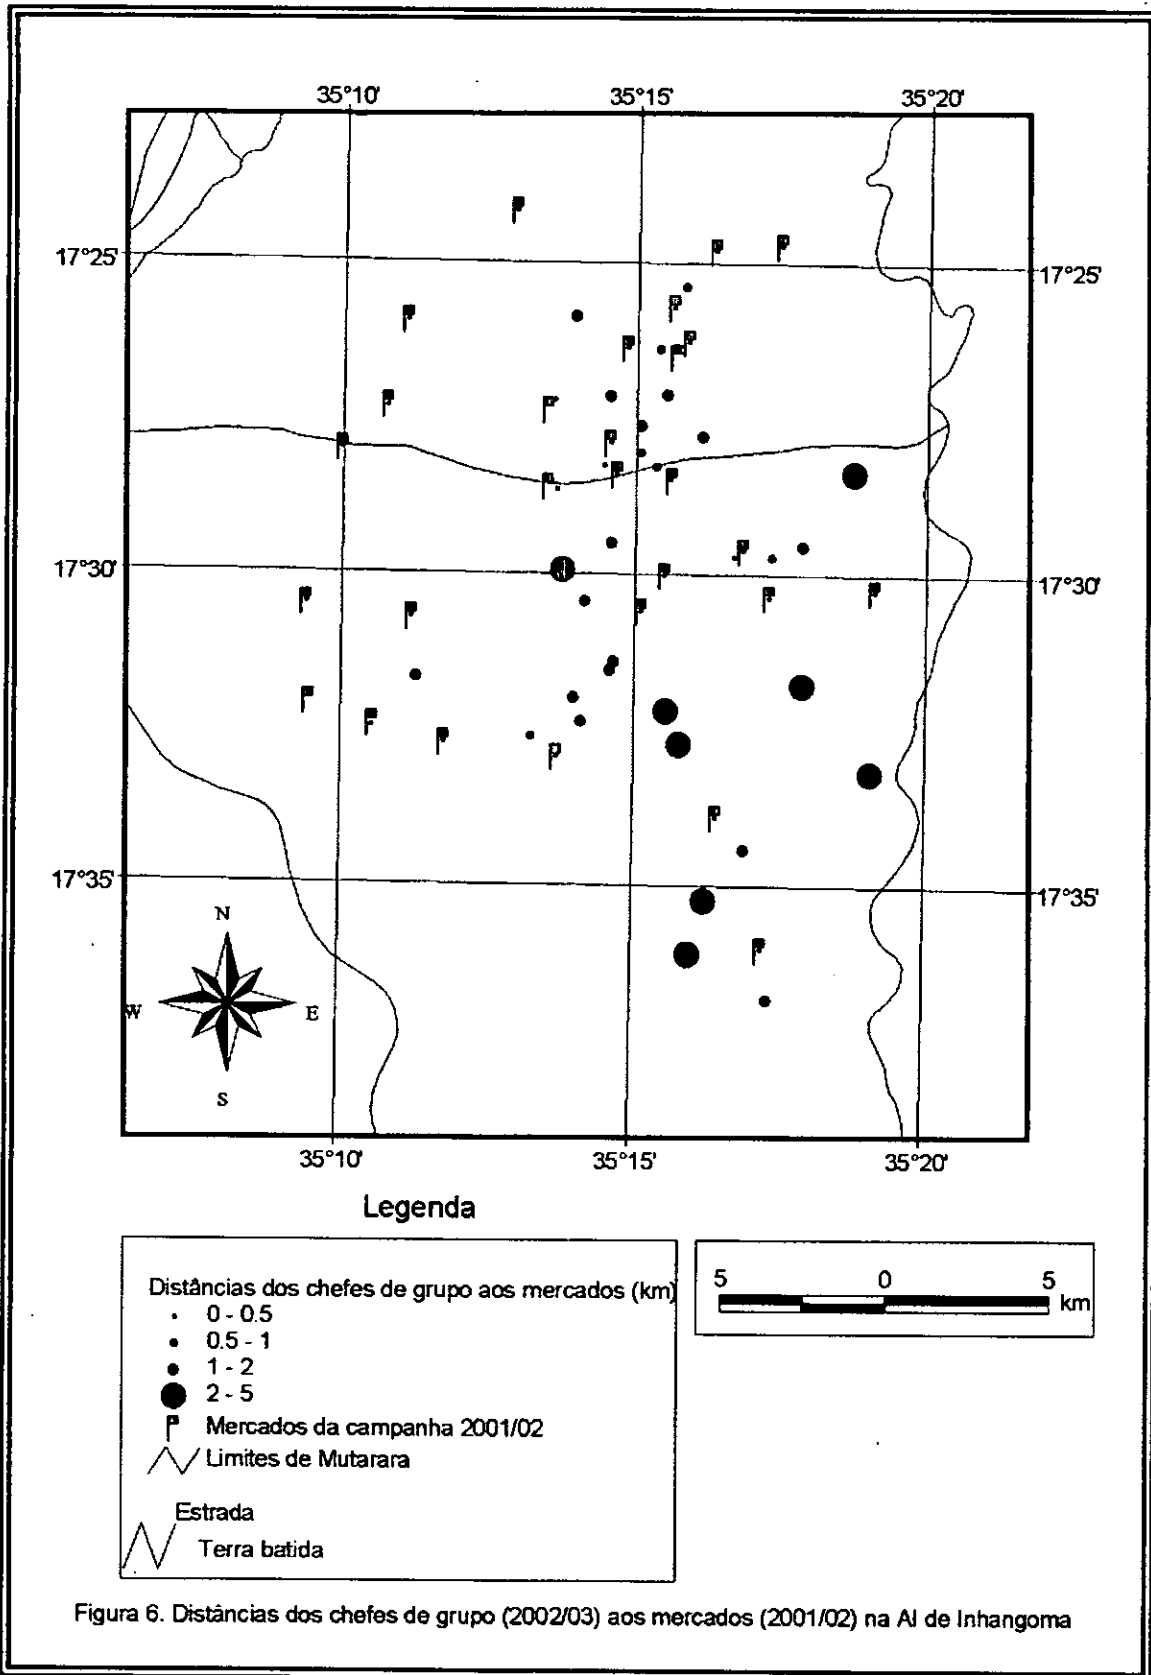 35°10' 35°15' 35°20'
17°25' 17°25'
17°30' 17°30'
17°35' 17°35'
N
W E
S
35°10' 35°15' 35°20'
Legenda
Distâncias dos chefes de grupo aos mercados (km)
0 - 0.5
0.5 - 1
1 - 2
2 - 5
Mercados da campanha 2001/02
Limites de Mutarara
Estrada
Terra batida
5 0 5
km
Figura 6. Distâncias dos chefes de grupo (2002/03) aos mercados (2001/02) na AI de Inhangoma